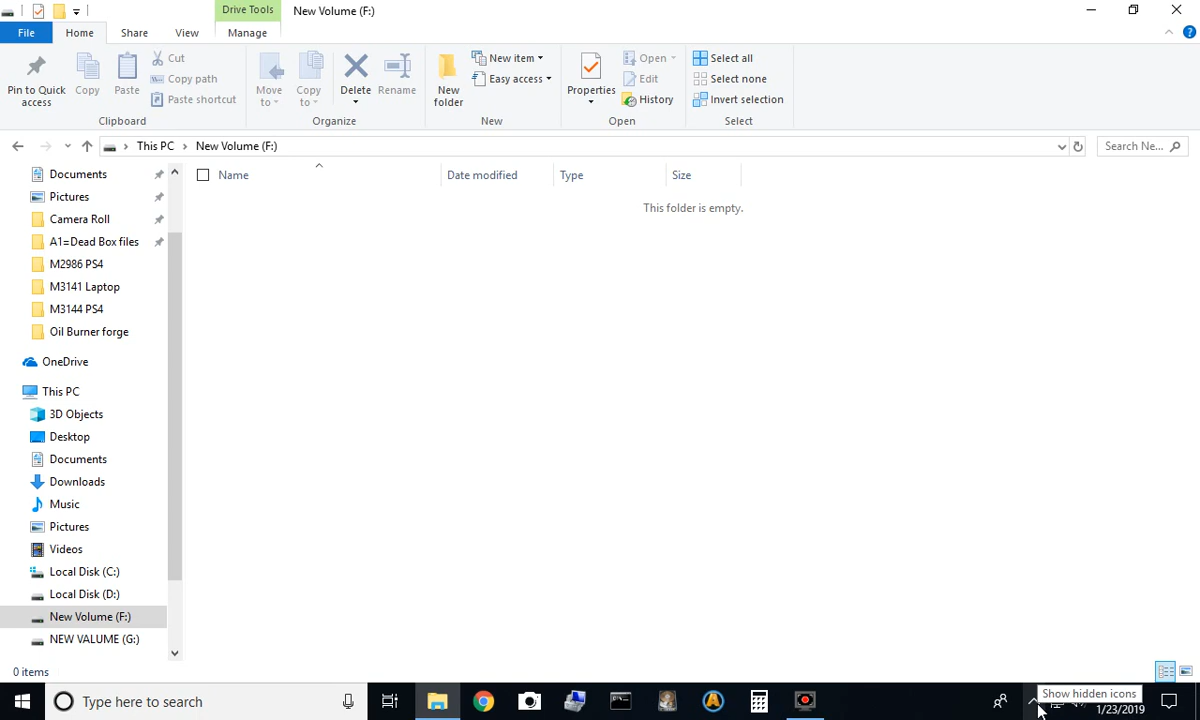 Drive Tools
New Volume (F:)
File
Home
Share
View
Manage
Pin to Quick access
Copy
Paste
Cut
Copy path
Paste shortcut
Clipboard
Move to
Copy to
Delete
Rename
Organize
New folder
New item
Easy access
New
Properties
Open
Edit
History
Open
Select all
Select none
Invert selection
Select
This PC
New Volume (F:)
Search Ne...
Name
Date modified
Type
Size
This folder is empty.
Documents
Pictures
Camera Roll
A1=Dead Box files
M2986 PS4
M3141 Laptop
M3144 PS4
Oil Burner forge
OneDrive
This PC
3D Objects
Desktop
Documents
Downloads
Music
Pictures
Videos
Local Disk (C:)
Local Disk (D:)
New Volume (F:)
NEW VALUME (G:)
0 items
Type here to search
Show hidden icons
1/23/2019